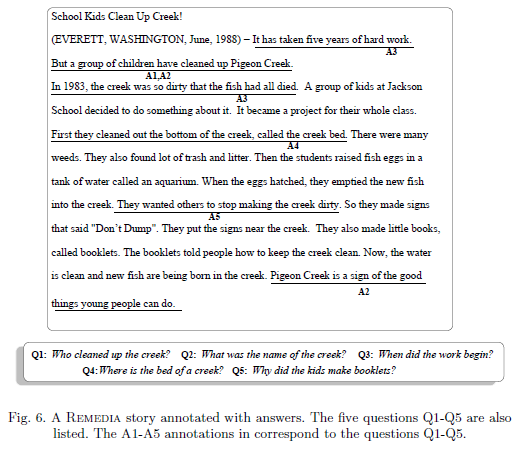 School Kids Clean Up Creek!
(EVERETT, WASHINGTON, June, 1988) – It has taken five years of hard work.
A3
But a group of children have cleaned up Pigeon Creek.
A1,A2
In 1983, the creek was so dirty that the fish had all died. A group of kids at Jackson
A3
School decided to do something about it. It became a project for their whole class.
First they cleaned out the bottom of the creek, called the creek bed. There were many
A4
weeds. They also found lot of trash and litter. Then the students raised fish eggs in a
tank of water called an aquarium. When the eggs hatched, they emptied the new fish
into the creek. They wanted others to stop making the creek dirty. So they made signs
A5
that said "Don't Dump". They put the signs near the creek. They also made little books,
called booklets. The booklets told people how to keep the creek clean. Now, the water
is clean and new fish are being born in the creek. Pigeon Creek is a sign of the good
A2
things young people can do.
Q1: Who cleaned up the creek? Q2: What was the name of the creek? Q3: When did the work begin?
Q4: Where is the bed of a creek? Q5: Why did the kids make booklets?
Fig. 6. A REMEDIA story annotated with answers. The five questions Q1-Q5 are also
listed. The A1-A5 annotations in correspond to the questions Q1-Q5.